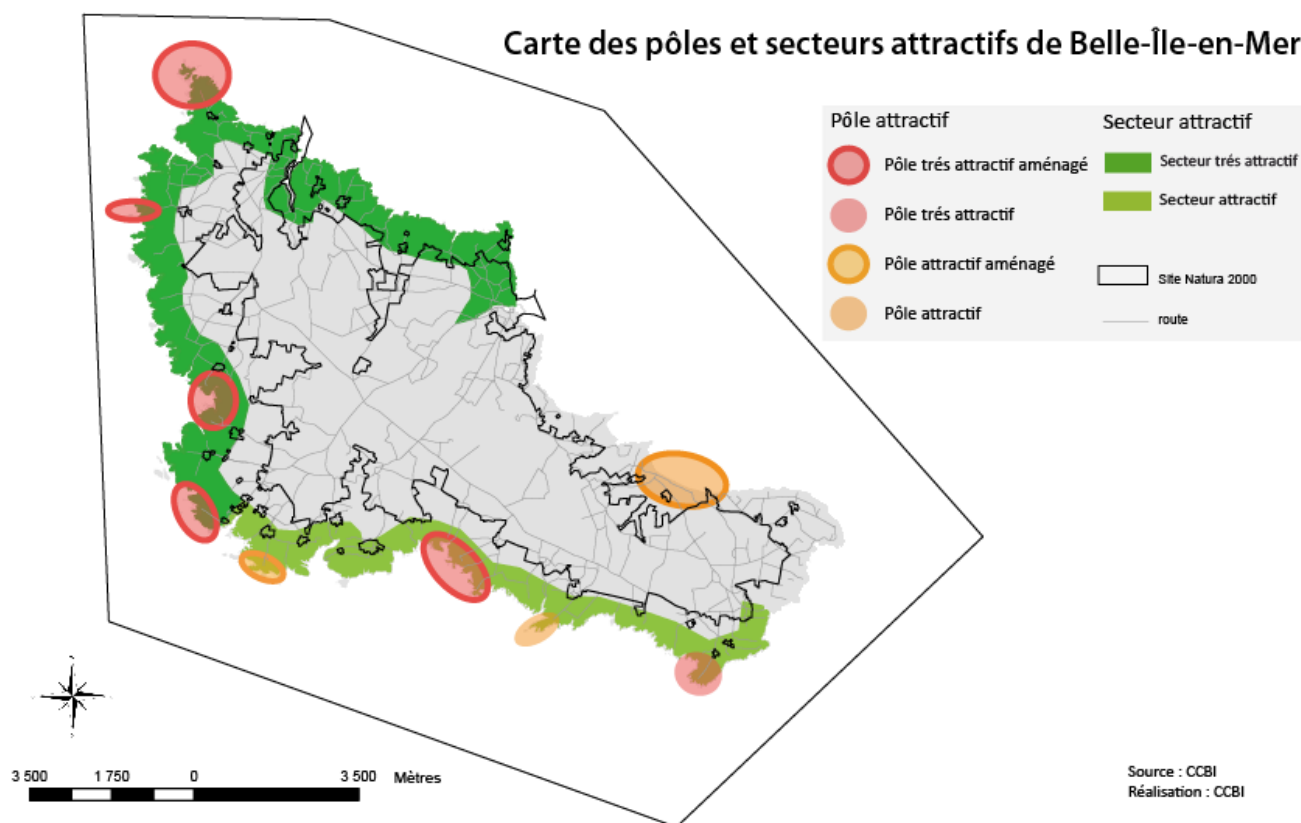 Carte des pôles et secteurs attractifs de Belle-Île-en-Mer
Pôle attractif
Pôle trés attractif aménagé
Pôle trés attractif
Pôle attractif aménagé
Pôle attractif
Secteur attractif
Secteur trés attractif
Secteur attractif
Site Natura 2000
route
3 500 1 750 0 3 500 Mètres
Source : CCBI
Réalisation : CCBI